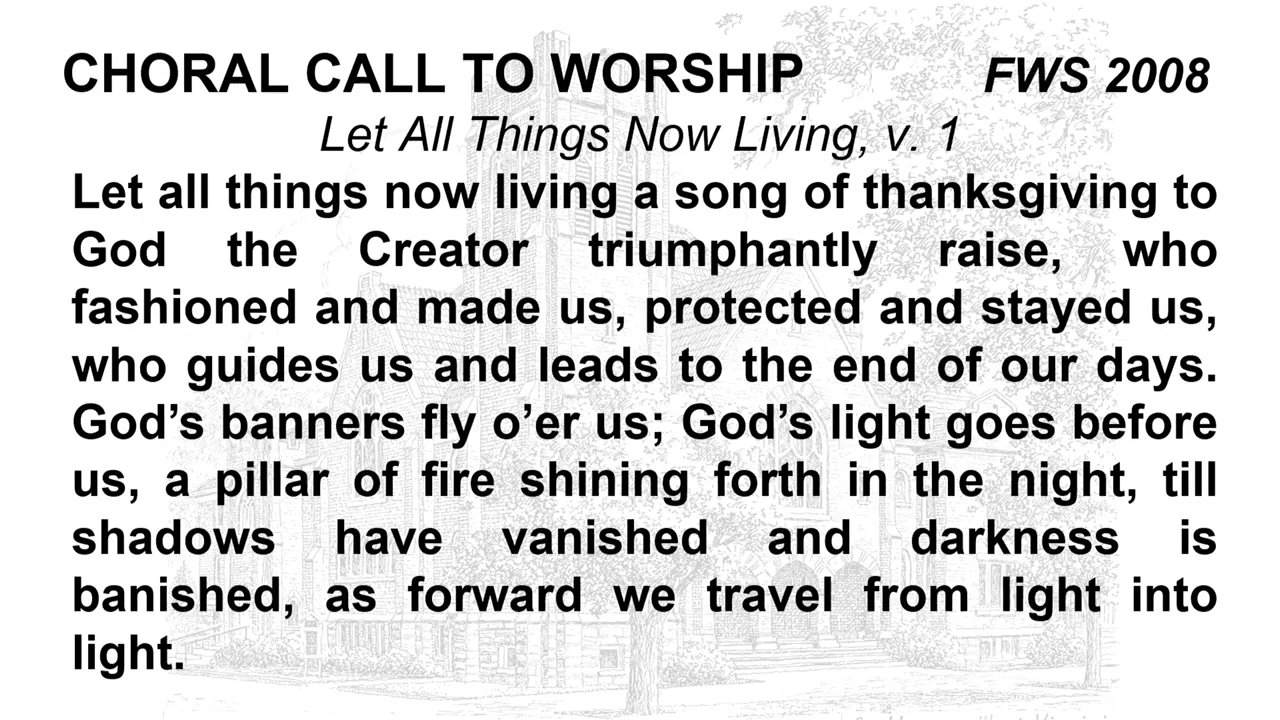 CHORAL CALL TO WORSHIP FWS 2008
Let All Things Now Living, v. 1
Let all things now living a song of thanksgiving to
God the Creator triumphantly raise, who
fashioned and made us, protected and stayed us,
who guides us and leads to the end of our days.
God’s banners fly o’er us; God’s light goes before
us, a pillar of fire shining forth in the night, till
shadows have vanished and darkness is
banished, as forward we travel from light into
light.